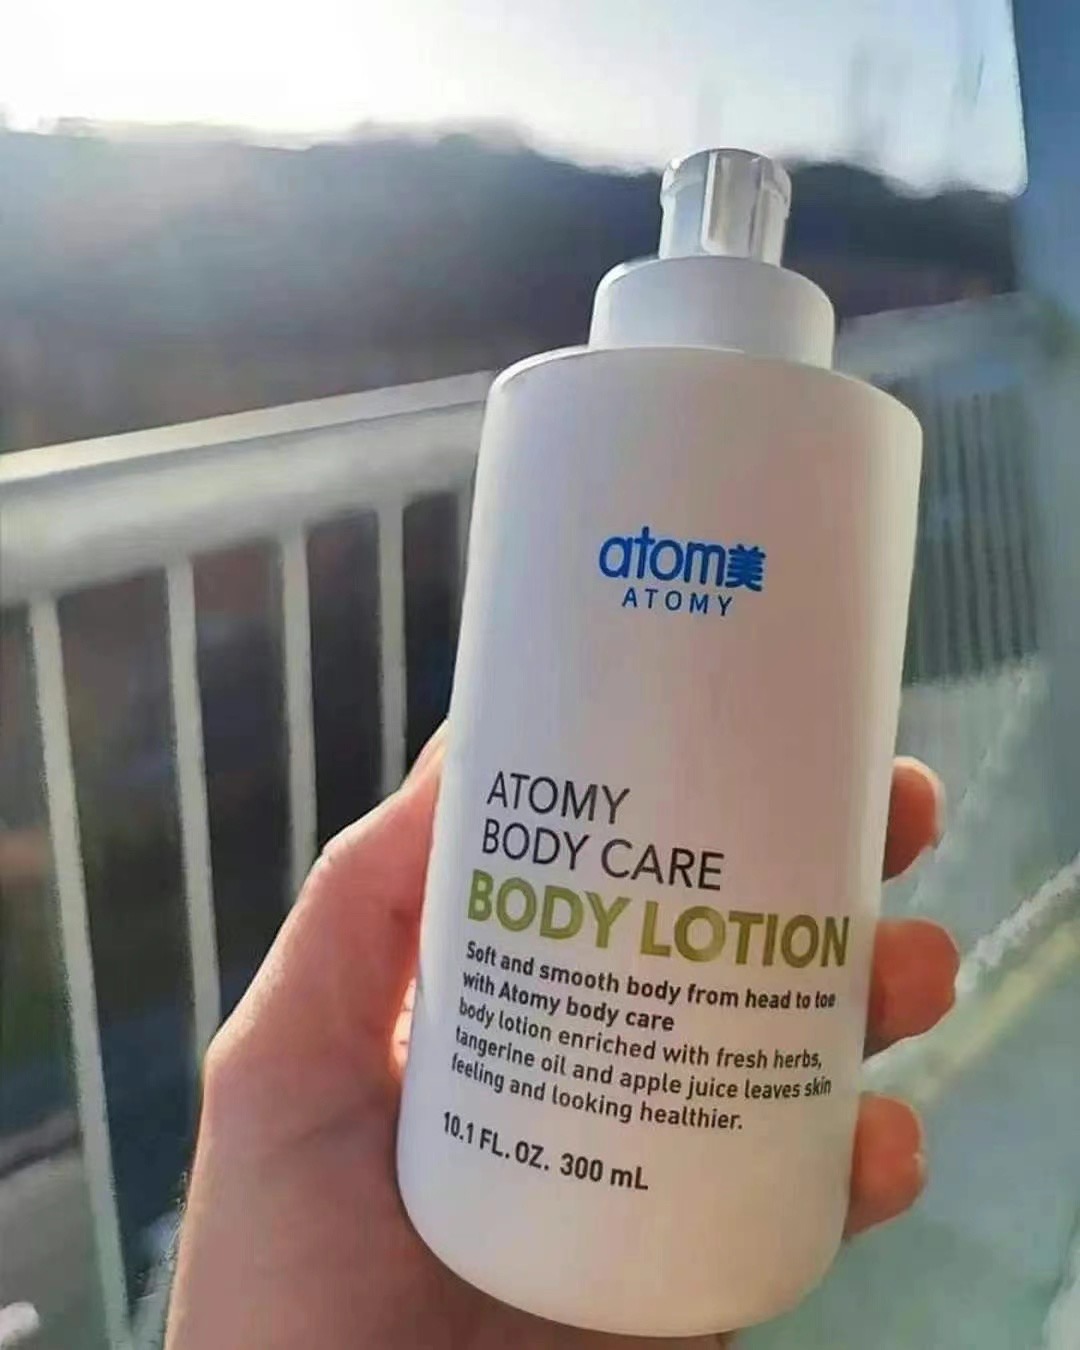 atom美
ATOMY
ATOMY
BODY CARE
BODY LOTION
Soft and smooth body from head to toe
with Atomy body care
body lotion enriched with fresh herbs,
tangerine oil and apple juice leaves skin
feeling and looking healthier.
10.1 FL. OZ. 300 mL